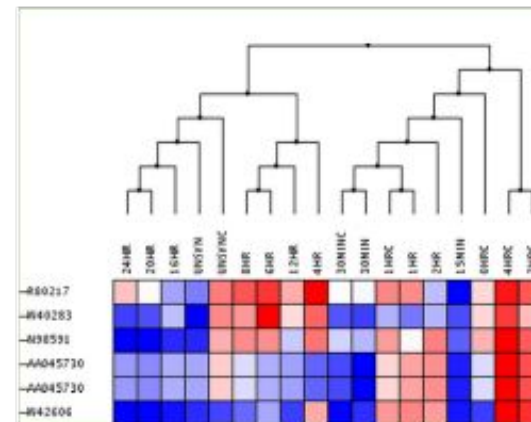 24HR
20HR
16HR
UNSYN
UNSYNC
8HR
6HR
12HR
4HR
30MINC
30MIN
1HRC
1HR
2HR
15MIN
0HRC
4HRC
R80217
W40283
N98591
AA045730
AA045730
W42606